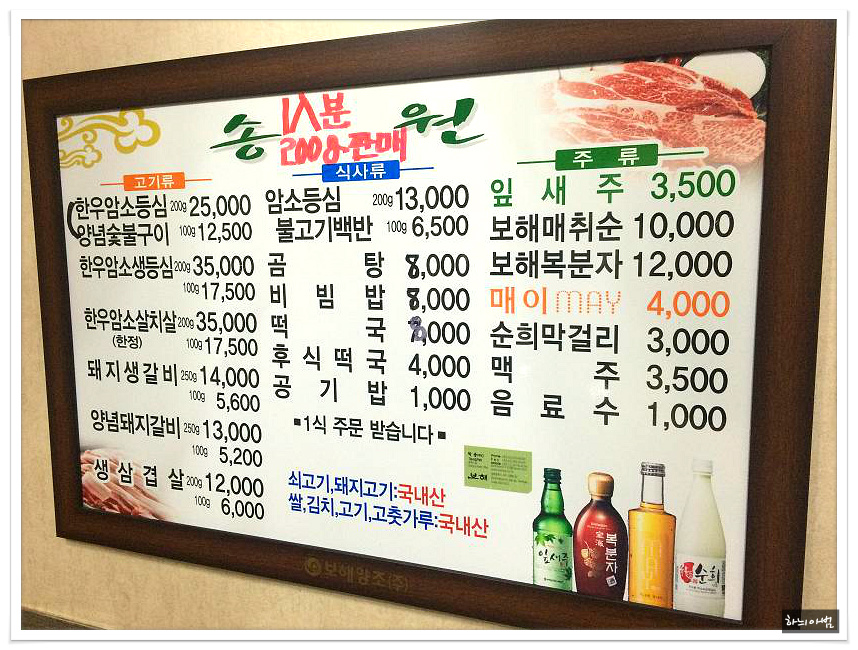 송 원
1人분
200g 판매
고기류
한우암소등심 200g 25,000
양념숯불구이 100g 12,500
한우암소생등심 200g 35,000
100g 17,500
한우암소살치살 200g 35,000
(한정) 100g 17,500
돼지생갈비 250g 14,000
100g 5,600
양념돼지갈비 250g 13,000
100g 5,200
생삼겹살 200g 12,000
100g 6,000
식사류
암소등심 200g 13,000
불고기백반 100g 6,500
곰 탕 8,000
비 빔 밥 8,000
떡 국 8,000
후 식 떡 국 4,000
공 기 밥 1,000
■1식 주문 받습니다■
쇠고기,돼지고기:국내산
쌀,김치,고기,고춧가루:국내산
주 류
잎 새 주 3,500
보해매취순 10,000
보해복분자 12,000
매이 MAY 4,000
순희막걸리 3,000
맥 주 3,500
음 료 수 1,000
보해
잎새주
복분자
순희
보해양조(주)
하늬아범